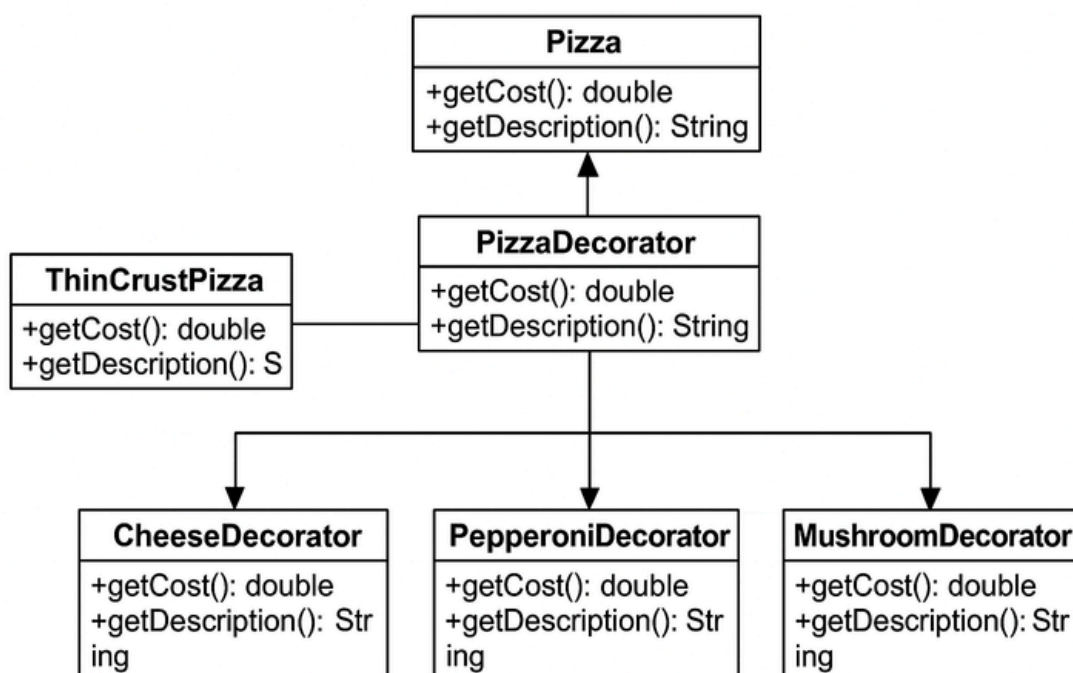 Pizza
+getCost(): double
+getDescription(): String
PizzaDecorator
+getCost(): double
+getDescription(): String
ThinCrustPizza
+getCost(): double
+getDescription(): S
CheeseDecorator
+getCost(): double
+getDescription(): Str
ing
PepperoniDecorator
+getCost(): double
+getDescription(): Str
ing
MushroomDecorator
+getCost(): double
+getDescription(): Str
ing